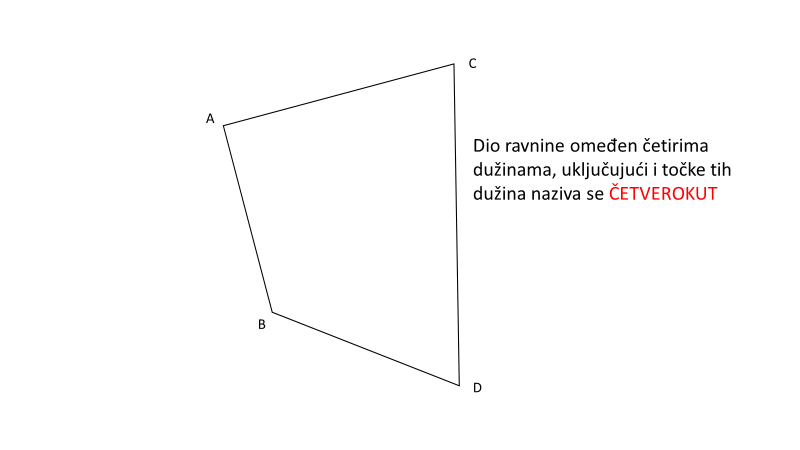 C
A
Dio ravnine omeđen četirima
dužinama, uključujući i točke tih
dužina naziva se ČETVEROKUT
B
D